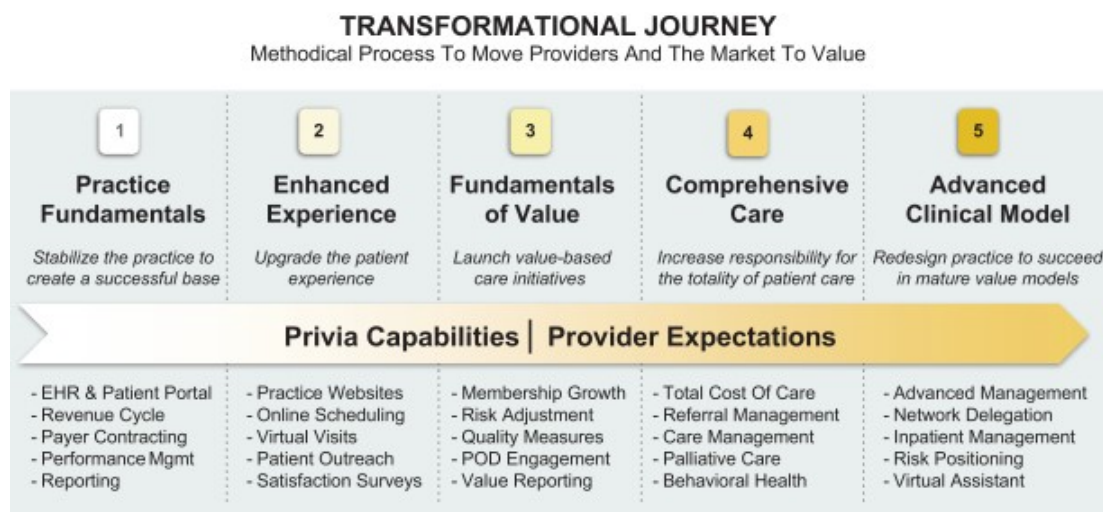 TRANSFORMATIONAL JOURNEY
Methodical Process To Move Providers And The Market To Value
1
Practice
Fundamentals
Stabilize the practice to
create a successful base
2
Enhanced
Experience
Upgrade the patient
experience
3
Fundamentals
of Value
Launch value-based
care initiatives
4
Comprehensive
Care
Increase responsibility for
the totality of patient care
5
Advanced
Clinical Model
Redesign practice to succeed
in mature value models
Privia Capabilities | Provider Expectations
- EHR & Patient Portal
- Revenue Cycle
- Payer Contracting
- Performance Mgmt
- Reporting
- Practice Websites
- Online Scheduling
- Virtual Visits
- Patient Outreach
- Satisfaction Surveys
- Membership Growth
- Risk Adjustment
- Quality Measures
- POD Engagement
- Value Reporting
- Total Cost Of Care
- Referral Management
- Care Management
- Palliative Care
- Behavioral Health
- Advanced Management
- Network Delegation
- Inpatient Management
- Risk Positioning
- Virtual Assistant